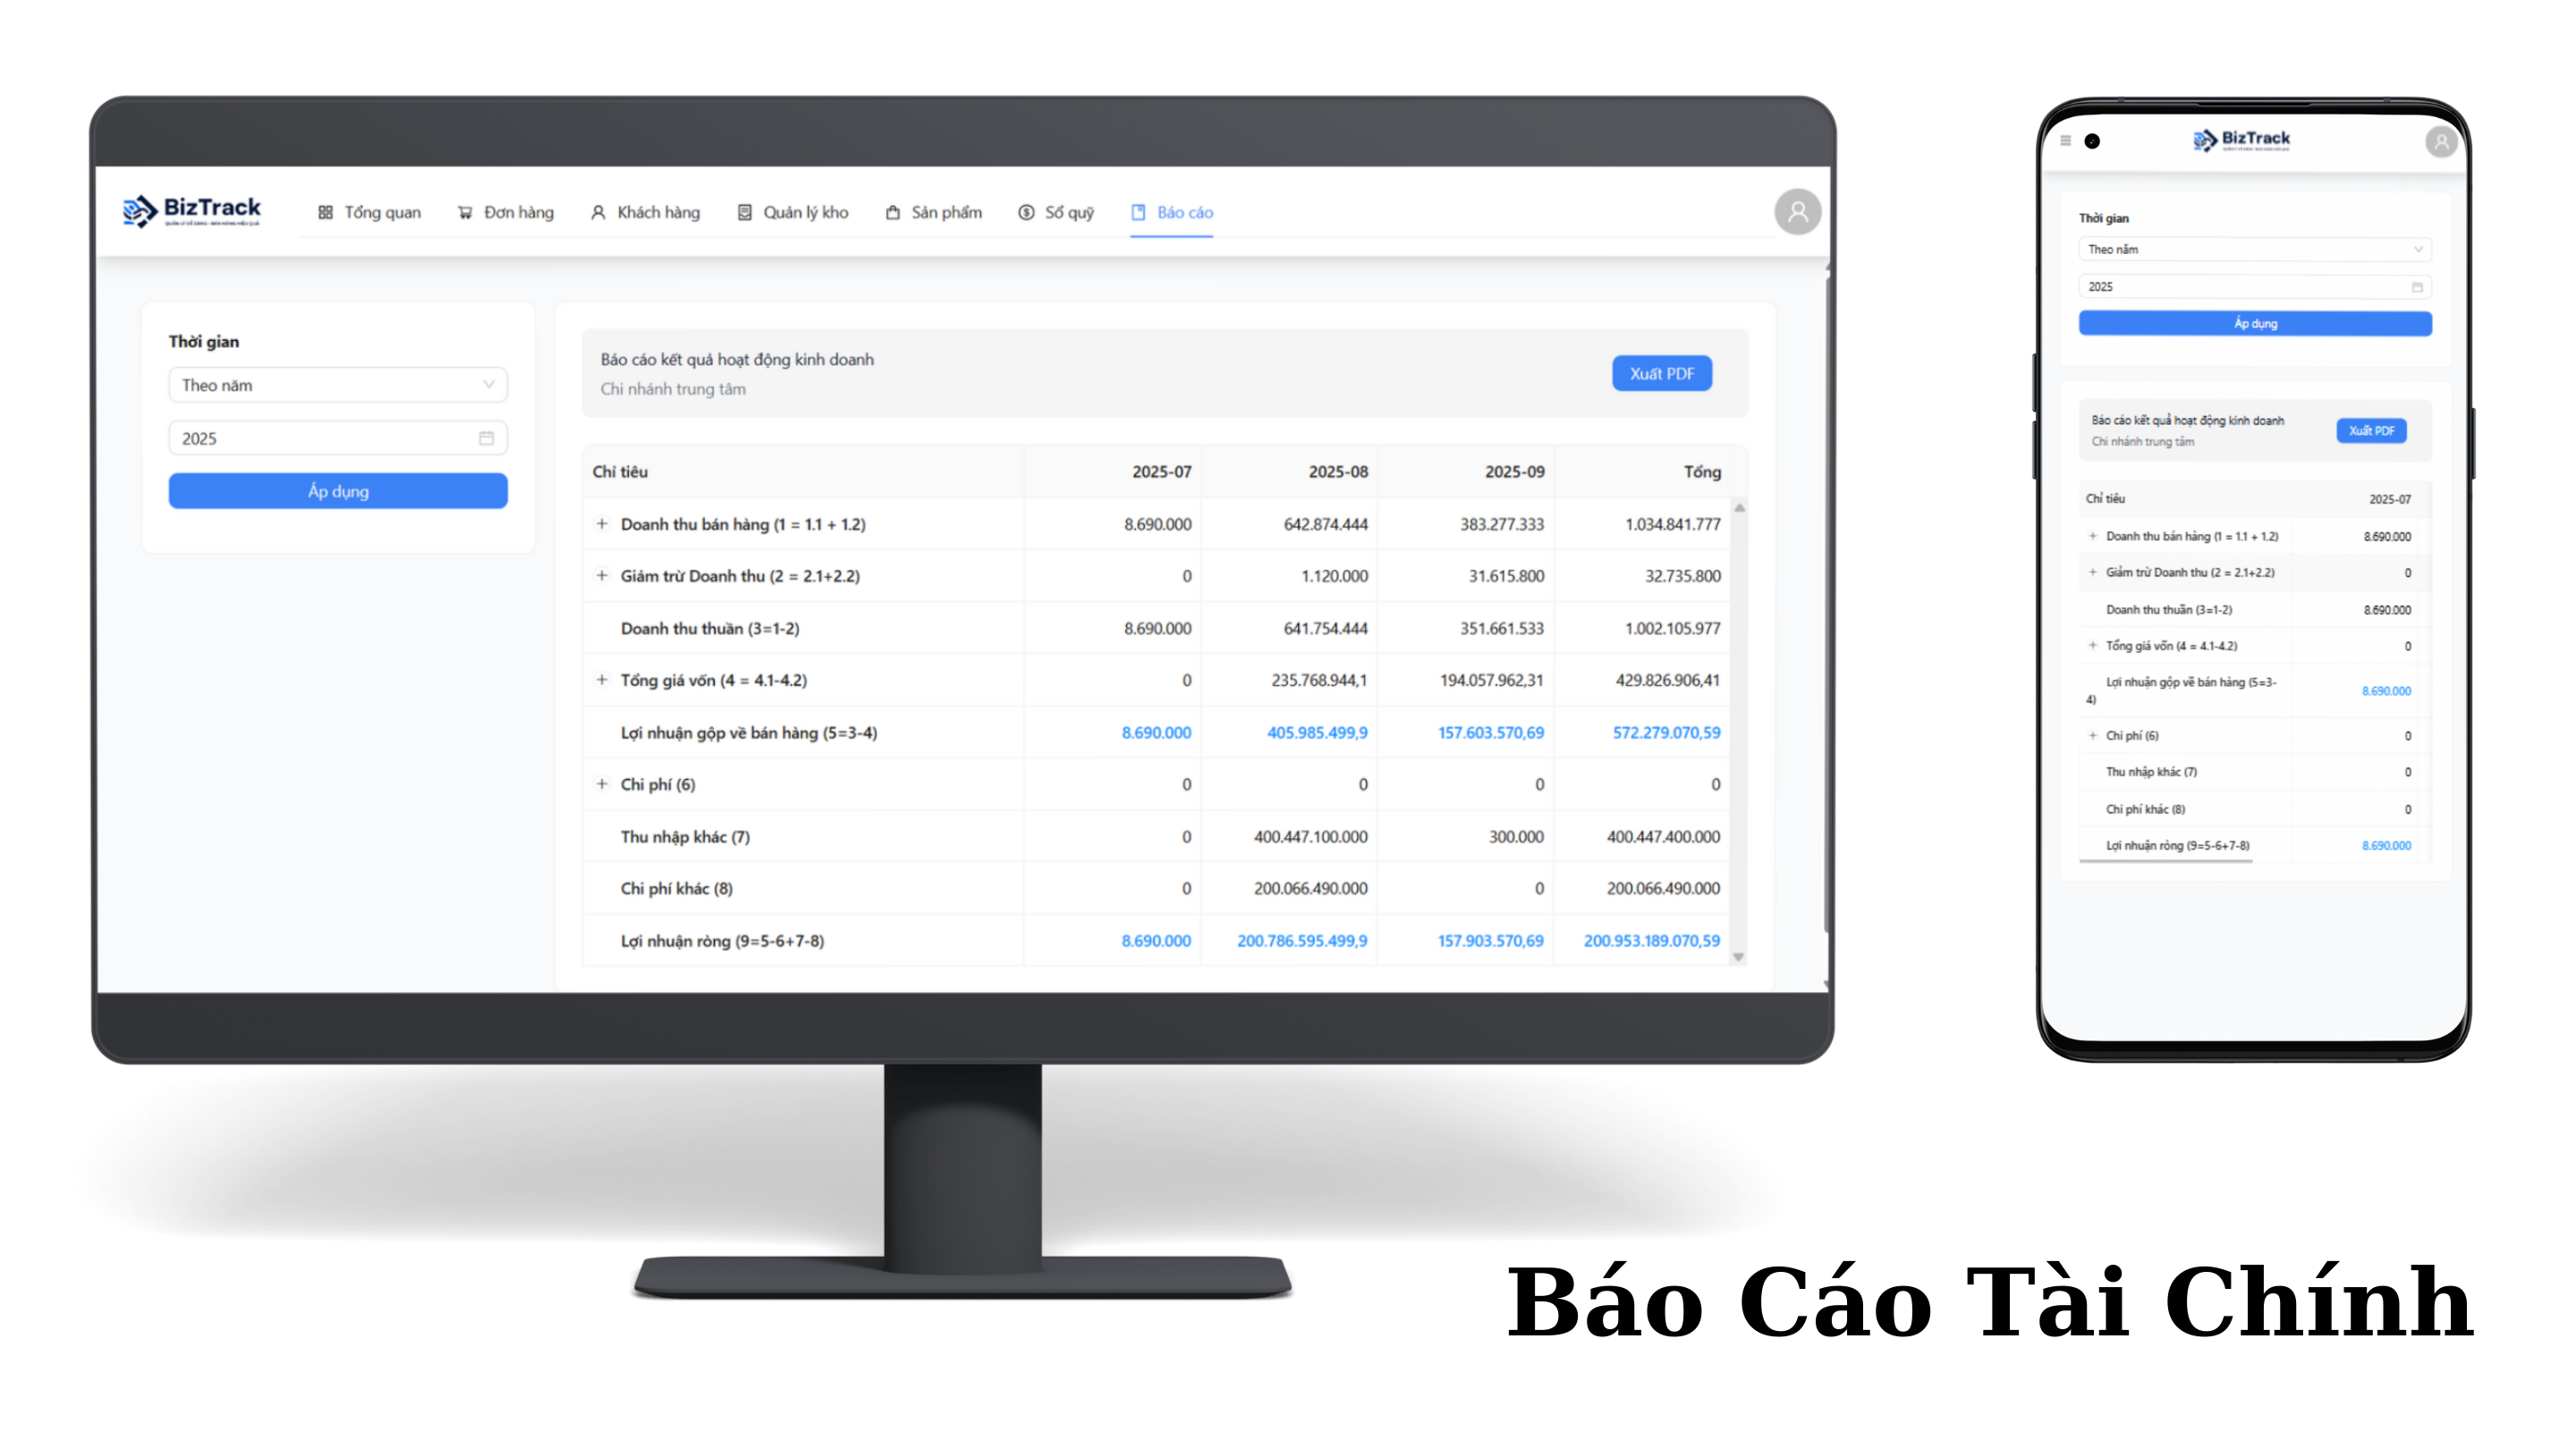 BizTrack
Tổng quan Đơn hàng Khách hàng Quản lý kho Sản phẩm Sổ quỹ Báo cáo
Thời gian
Theo năm
2025
Áp dụng
Báo cáo kết quả hoạt động kinh doanh
Chi nhánh trung tâm
Xuất PDF
Chỉ tiêu 2025-07 2025-08 2025-09 Tổng
Doanh thu bán hàng (1 = 1.1 + 1.2) 8.690.000 642.874.444 383.277.333 1.034.841.777
Giảm trừ Doanh thu (2 = 2.1+2.2) 0 1.120.000 31.615.800 32.735.800
Doanh thu thuần (3=1-2) 8.690.000 641.754.444 351.661.533 1.002.105.977
Tổng giá vốn (4 = 4.1-4.2) 0 235.768.944,1 194.057.962,31 429.826.906,41
Lợi nhuận gộp về bán hàng (5=3-4) 8.690.000 405.985.499,9 157.603.570,69 572.279.070,59
Chi phí (6) 0 0 0 0
Thu nhập khác (7) 0 400.447.100.000 300.000 400.447.400.000
Chi phí khác (8) 0 200.066.490.000 0 200.066.490.000
Lợi nhuận ròng (9=5-6+7-8) 8.690.000 200.786.595.499,9 157.903.570,69 200.953.189.070,59
BizTrack
Thời gian
Theo năm
2025
Áp dụng
Báo cáo kết quả hoạt động kinh doanh
Chi nhánh trung tâm
Xuất PDF
Chỉ tiêu 2025-07
Doanh thu bán hàng (1 = 1.1 + 1.2) 8.690.000
Giảm trừ Doanh thu (2 = 2.1+2.2) 0
Doanh thu thuần (3=1-2) 8.690.000
Tổng giá vốn (4 = 4.1-4.2) 0
Lợi nhuận gộp về bán hàng (5=3-
4) 8.690.000
Chi phí (6) 0
Thu nhập khác (7) 0
Chi phí khác (8) 0
Lợi nhuận ròng (9=5-6+7-8) 8.690.000
Báo Cáo Tài Chính